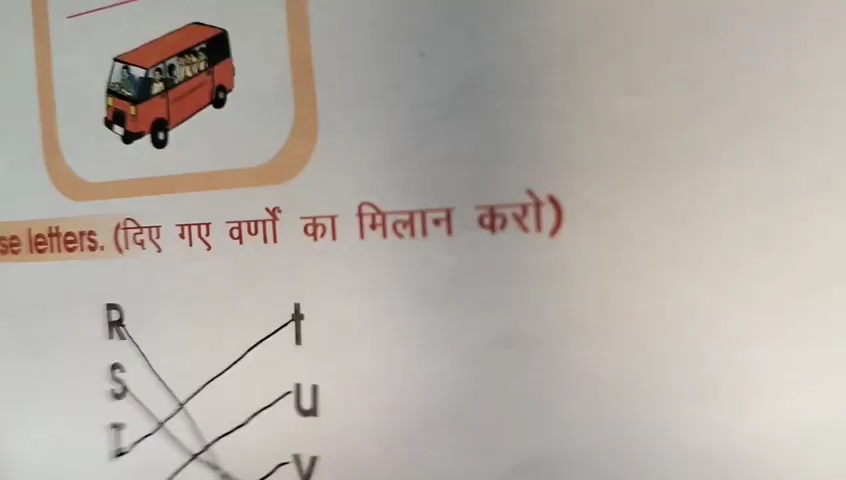 se letters. (दिए गए वर्णों का मिलान करो)
R t
S u
I v